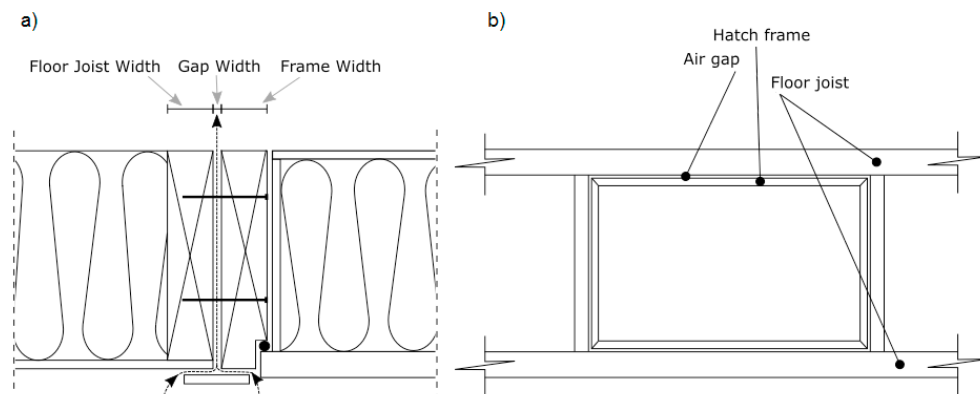 a)
Floor Joist Width Gap Width Frame Width
b)
Hatch frame
Air gap
Floor joist